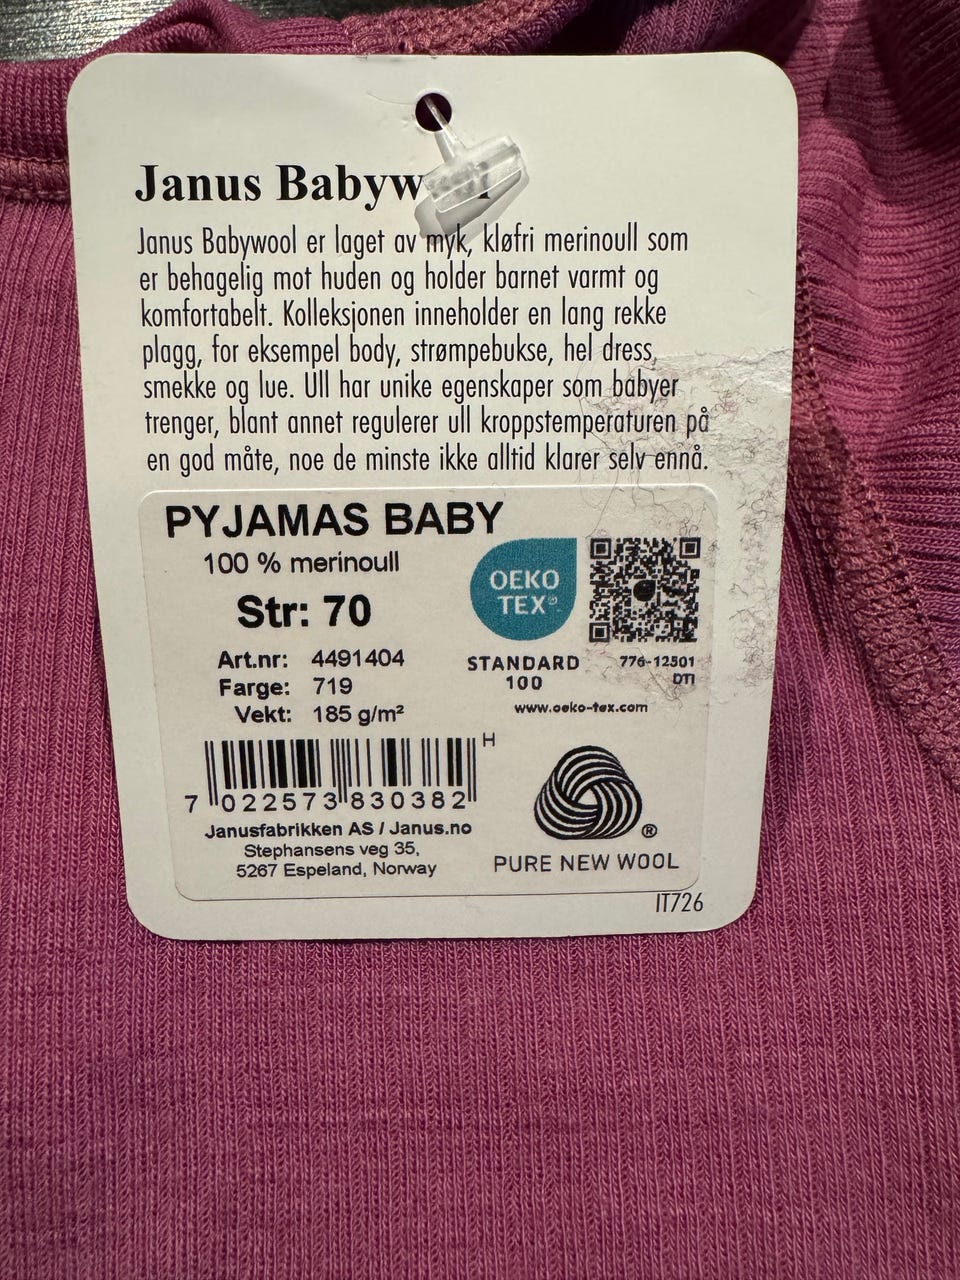 Janus Babyw
Janus Babywool er laget av myk, kløfri merinoull som
er behagelig mot huden og holder barnet varmt og
komfortabelt. Kolleksjonen inneholder en lang rekke
plagg, for eksempel body, strømpebukse, hel dress,
smekke og lue. Ull har unike egenskaper som babyer
trenger, blant annet regulerer ull kroppstemperaturen på
en god måte, noe de minste ikke alltid klarer selv ennå.
PYJAMAS BABY
100 % merinoull
Str: 70
Art.nr: 4491404
Farge: 719
Vekt: 185 g/m²
OEKO
TEX®
STANDARD
100
776-12501
DTI
www.oeko-tex.com
H
7 022573 830382
Janusfabrikken AS / Janus.no
Stephansens veg 35,
5267 Espeland, Norway
®
PURE NEW WOOL
IT726